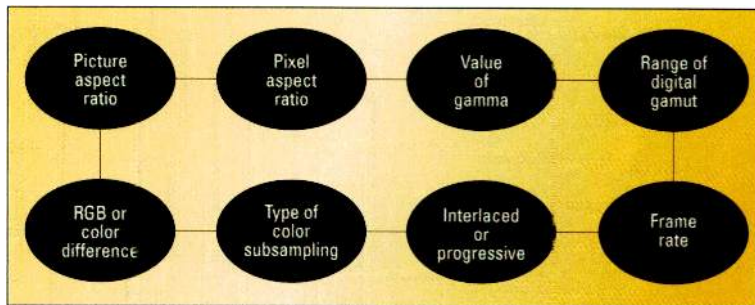 Picture
aspect
ratio
Pixel
aspect
ratio
Value
of
gamma
Range of
digital
gamut
RGB or
color
difference
Type of
color
subsampling
Interlaced
or
progressive
Frame
rate